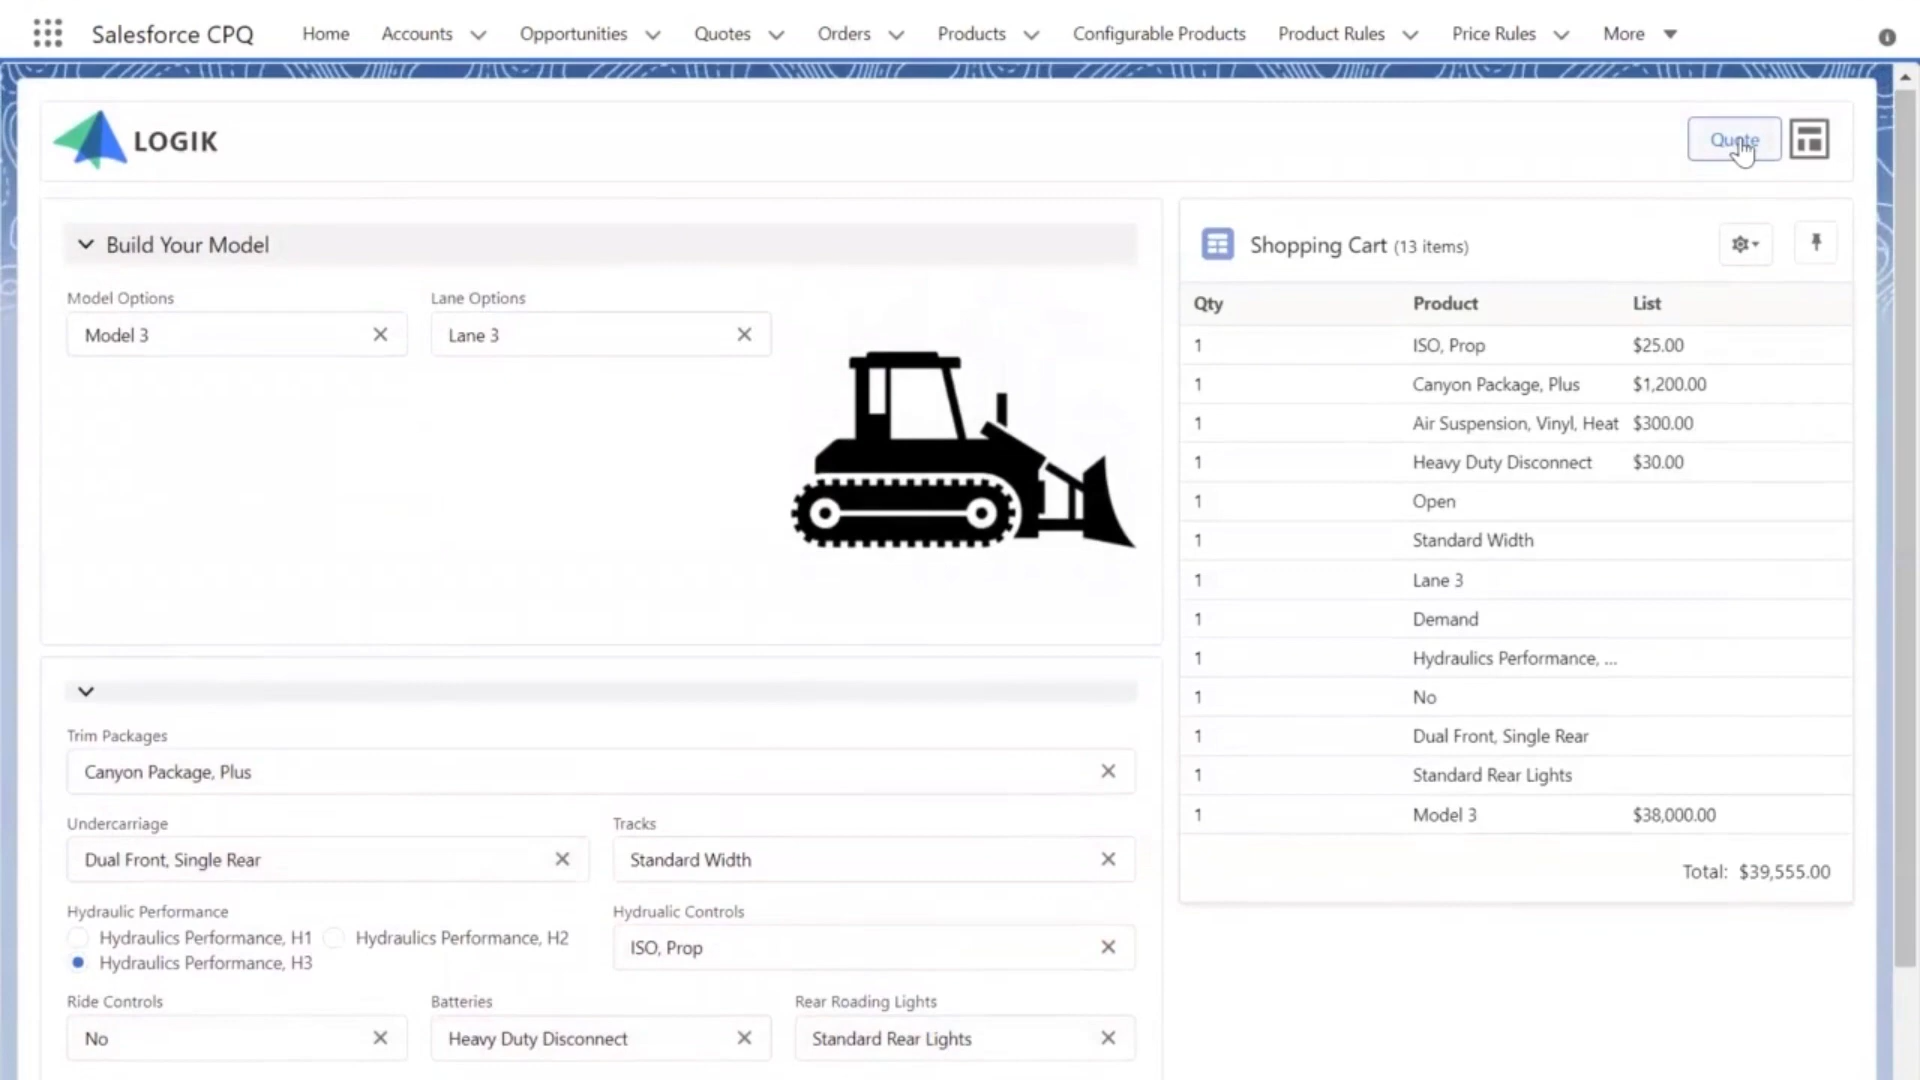 Salesforce CPQ Home Accounts Opportunities Quotes Orders Products Configurable Products Product Rules Price Rules More
LOGIK
Quote
Build Your Model
Model Options Lane Options
Model 3 Lane 3
Trim Packages
Canyon Package, Plus
Undercarriage Tracks
Dual Front, Single Rear Standard Width
Hydraulic Performance Hydrualic Controls
Hydraulics Performance, H1 Hydraulics Performance, H2
ISO, Prop
Hydraulics Performance, H3
Ride Controls Batteries Rear Roading Lights
No Heavy Duty Disconnect Standard Rear Lights
Shopping Cart (13 items)
Qty Product List
1 ISO, Prop $25.00
1 Canyon Package, Plus $1,200.00
1 Air Suspension, Vinyl, Heat $300.00
1 Heavy Duty Disconnect $30.00
1 Open
1 Standard Width
1 Lane 3
1 Demand
1 Hydraulics Performance, ...
1 No
1 Dual Front, Single Rear
1 Standard Rear Lights
1 Model 3 $38,000.00
Total: $39,555.00